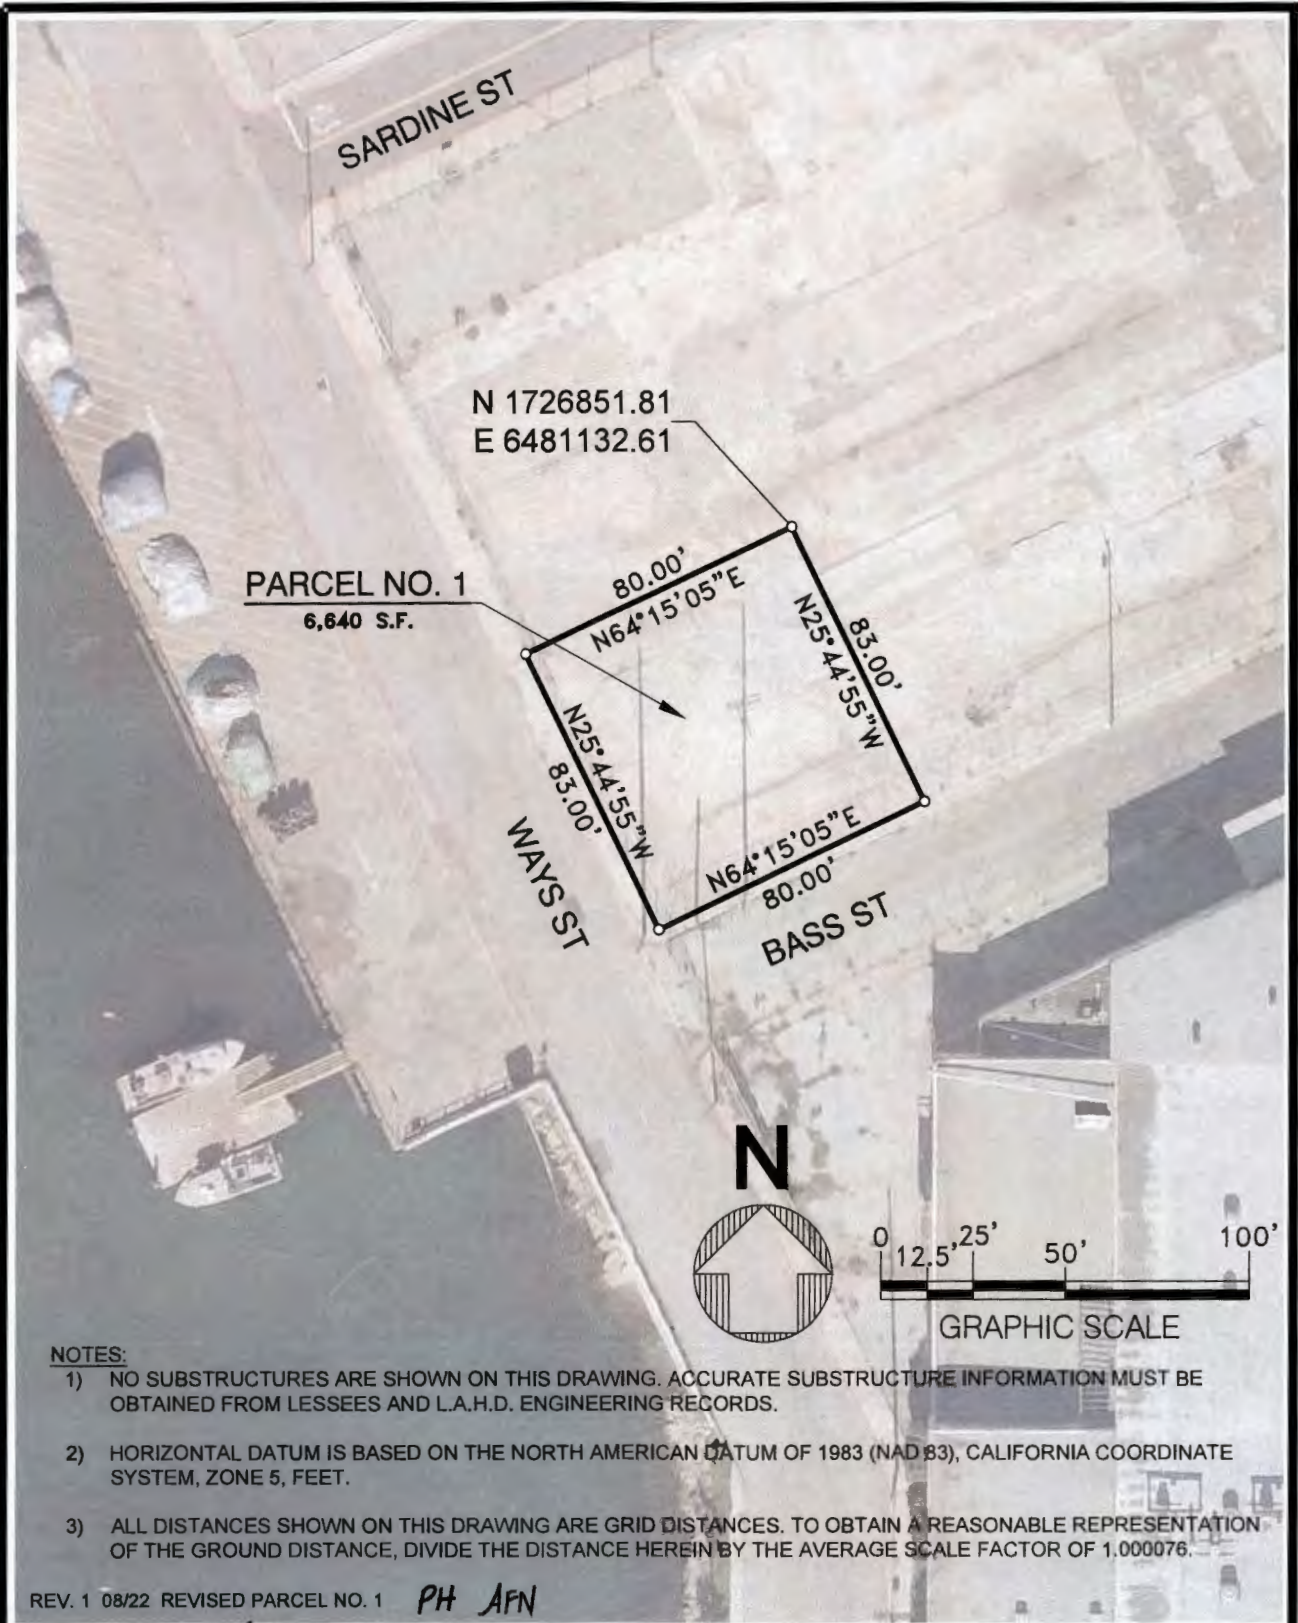 SARDINE ST
N 1726851.81
E 6481132.61
PARCEL NO. 1
6,640 S.F.
80.00'
N64°15'05"E
N25°44'55"W
83.00'
N25°44'55"W
83.00'
N64°15'05"E
80.00'
WAYS ST
BASS ST
N
0 12.5' 25' 50' 100'
GRAPHIC SCALE
NOTES:
1) NO SUBSTRUCTURES ARE SHOWN ON THIS DRAWING. ACCURATE SUBSTRUCTURE INFORMATION MUST BE
OBTAINED FROM LESSEES AND L.A.H.D. ENGINEERING RECORDS.
2) HORIZONTAL DATUM IS BASED ON THE NORTH AMERICAN DATUM OF 1983 (NAD 83), CALIFORNIA COORDINATE
SYSTEM, ZONE 5, FEET.
3) ALL DISTANCES SHOWN ON THIS DRAWING ARE GRID DISTANCES. TO OBTAIN A REASONABLE REPRESENTATION
OF THE GROUND DISTANCE, DIVIDE THE DISTANCE HEREIN BY THE AVERAGE SCALE FACTOR OF 1.000076.
REV. 1 08/22 REVISED PARCEL NO. 1 PH AFN